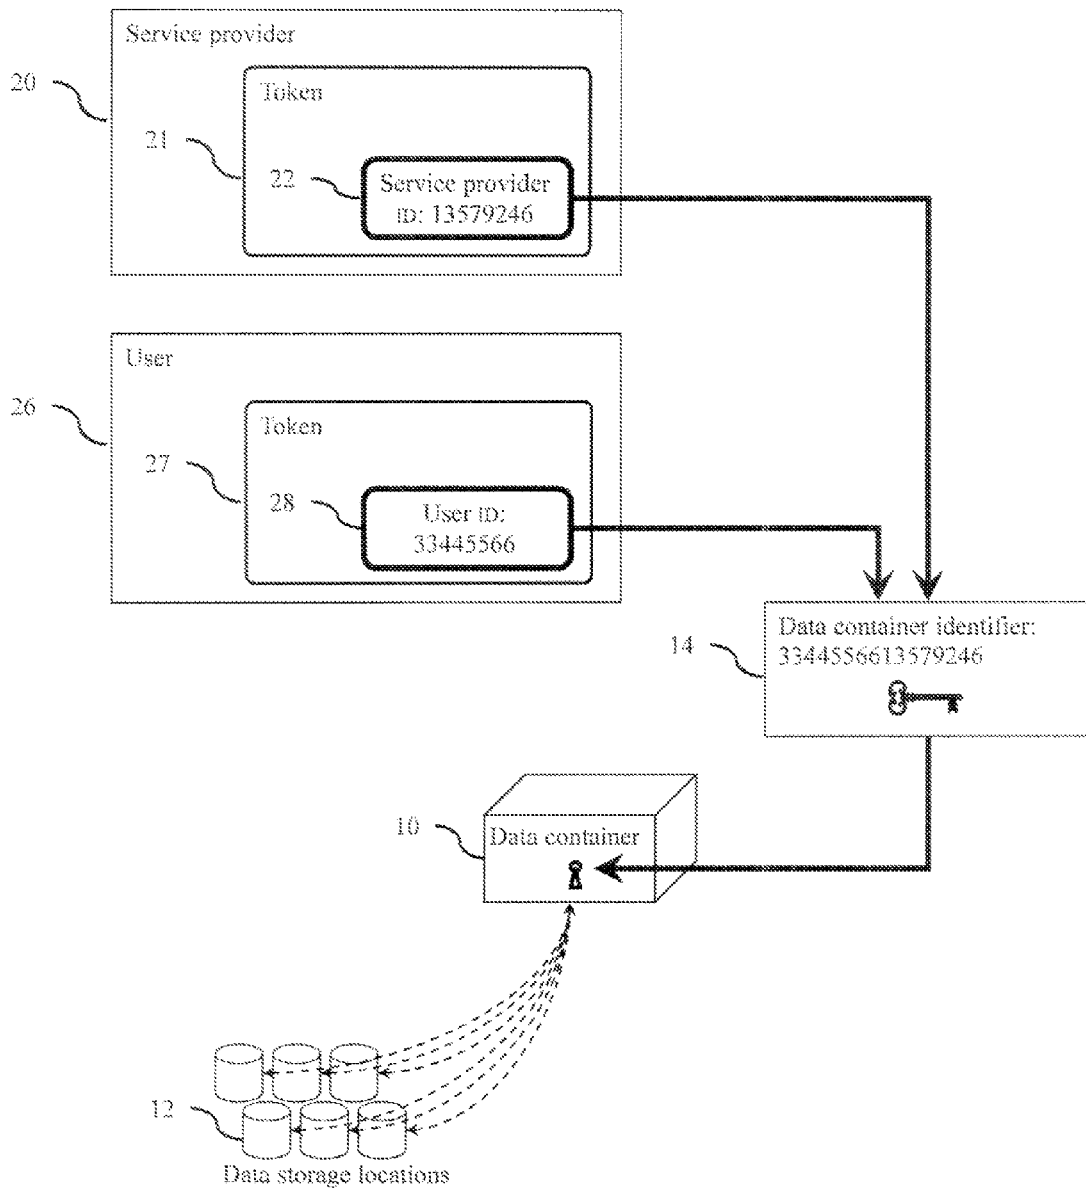 Service provider
20
Token
21
22
Service provider
ID: 13579246
User
26
Token
27
28
User ID:
33445566
Data container identifier:
3344556613579246
14
10
Data container
12
Data storage locations